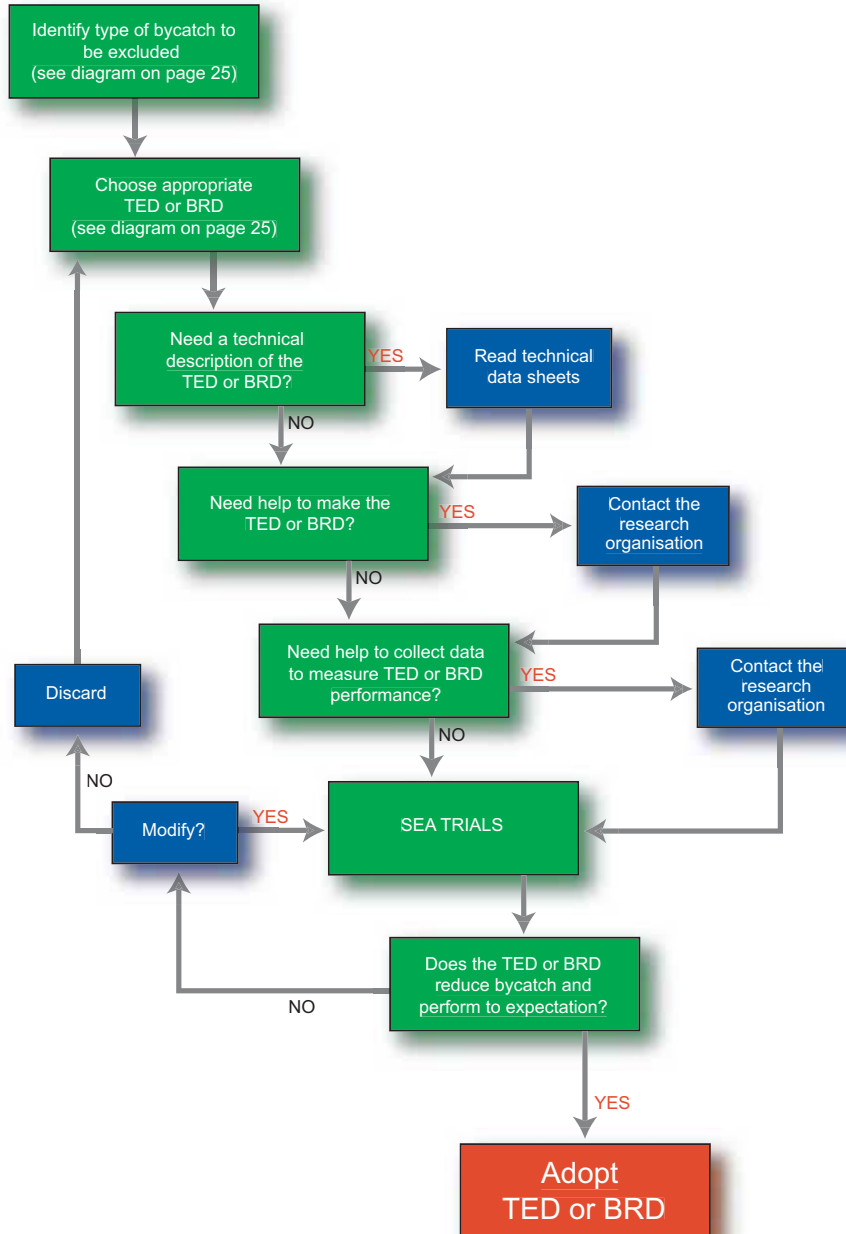 Identify type of bycatch to
be excluded
(see diagram on page 25)
Choose appropriate
TED or BRD
(see diagram on page 25)
Need a technical
description of the
TED or BRD?
YES
Read technical
data sheets
NO
Need help to make the
TED or BRD?
YES
Contact the
research
organisation
NO
Need help to collect data
to measure TED or BRD
performance?
YES
Contact the
research
organisation
NO
Discard
NO
Modify?
YES
SEA TRIALS
Does the TED or BRD
reduce bycatch and
perform to expectation?
NO
YES
Adopt
TED or BRD